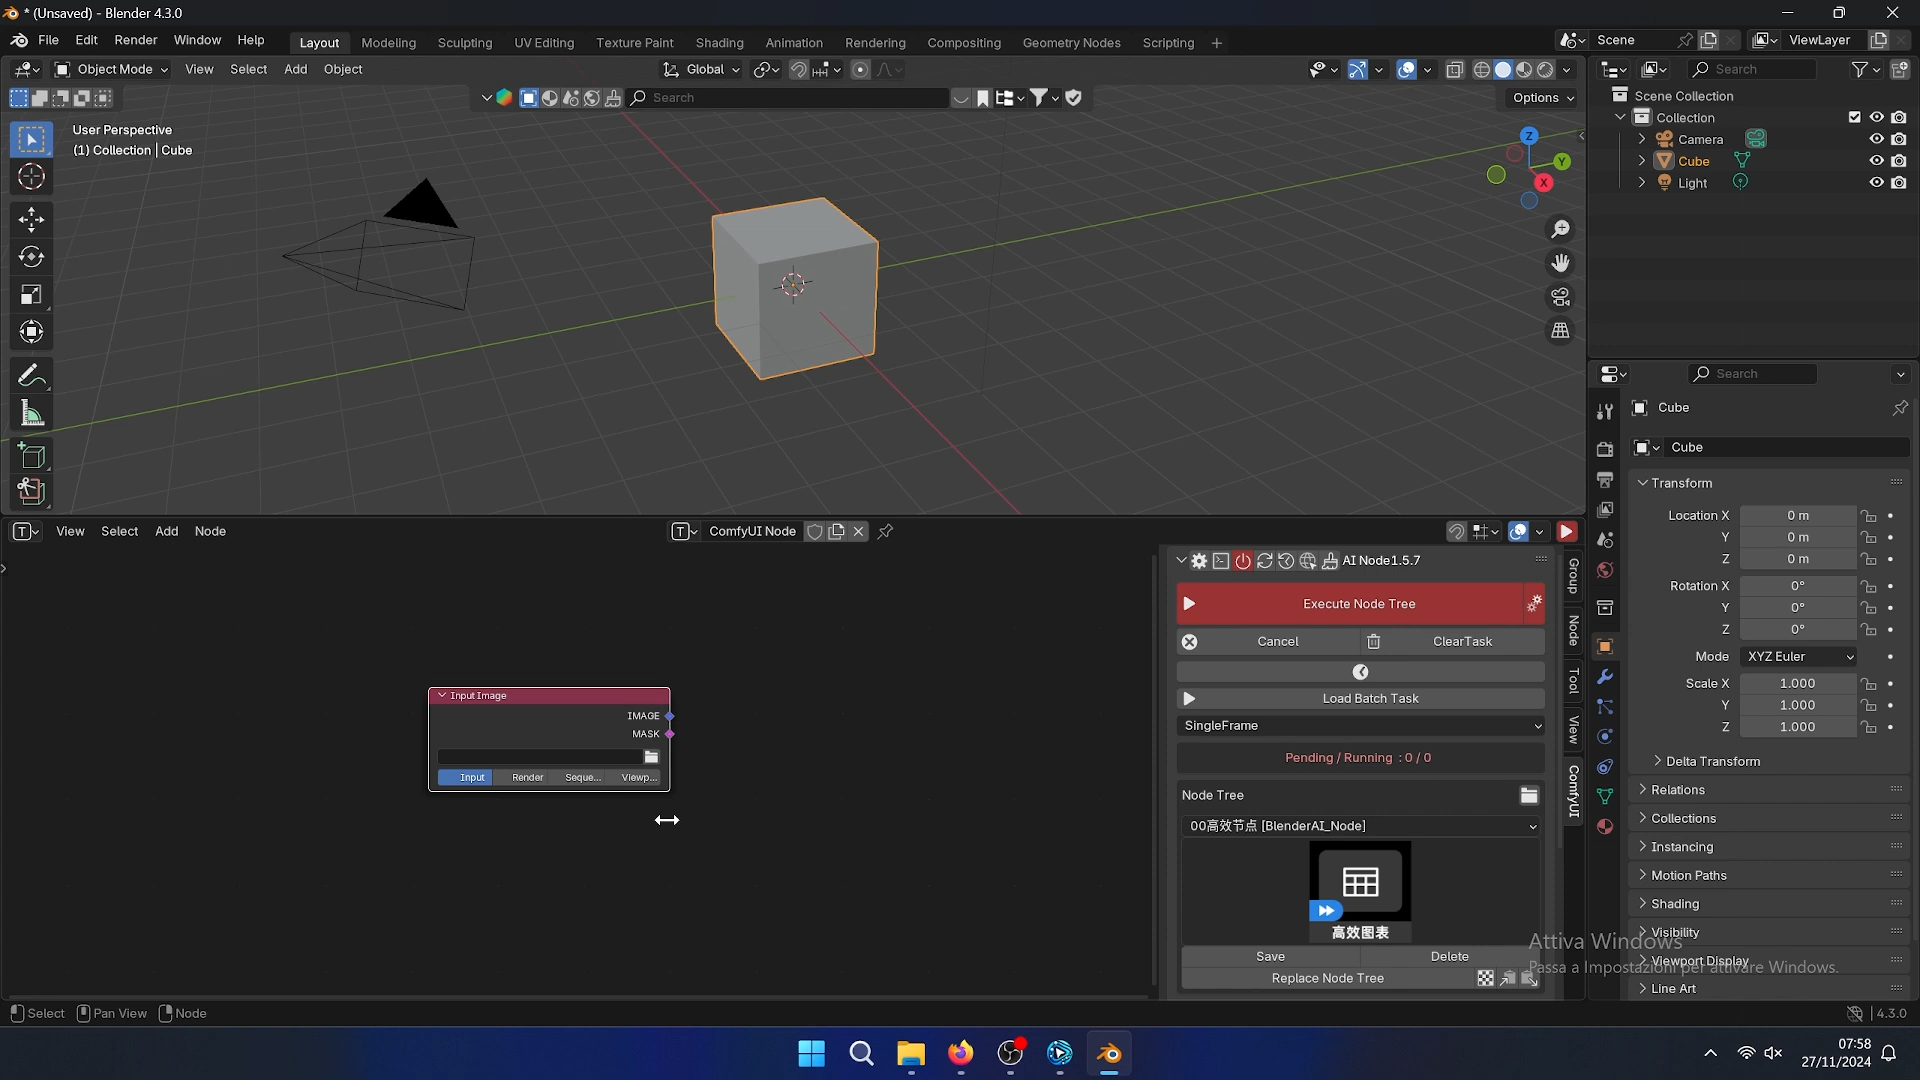 * (Unsaved) - Blender 4.3.0
File Edit Render Window Help
Layout Modeling Sculpting UV Editing Texture Paint Shading Animation Rendering Compositing Geometry Nodes Scripting +
Scene
ViewLayer
Object Mode View Select Add Object
Global
Search
Search
Options
User Perspective
(1) Collection | Cube
Z
Y
X
Scene Collection
Collection
Camera
Cube
Light
Search
Cube
Cube
Transform
Location X 0 m
Y 0 m
Z 0 m
Rotation X 0°
Y 0°
Z 0°
Mode XYZ Euler
Scale X 1.000
Y 1.000
Z 1.000
Delta Transform
Relations
Collections
Instancing
Motion Paths
Shading
Visibility
Viewport Display
Line Art
View Select Add Node
ComfyUI Node
Input Image
IMAGE
MASK
Input Render Seque... Viewp...
AI Node1.5.7
Execute Node Tree
Cancel ClearTask
Load Batch Task
SingleFrame
Pending / Running : 0 / 0
Node Tree
00高效节点 [BlenderAI_Node]
高效图表
Save Delete
Replace Node Tree
Group
Node
Tool
View
ComfyUI
Attiva Windows
Passa a Impostazioni per attivare Windows.
Select Pan View Node
4.3.0
07:58
27/11/2024